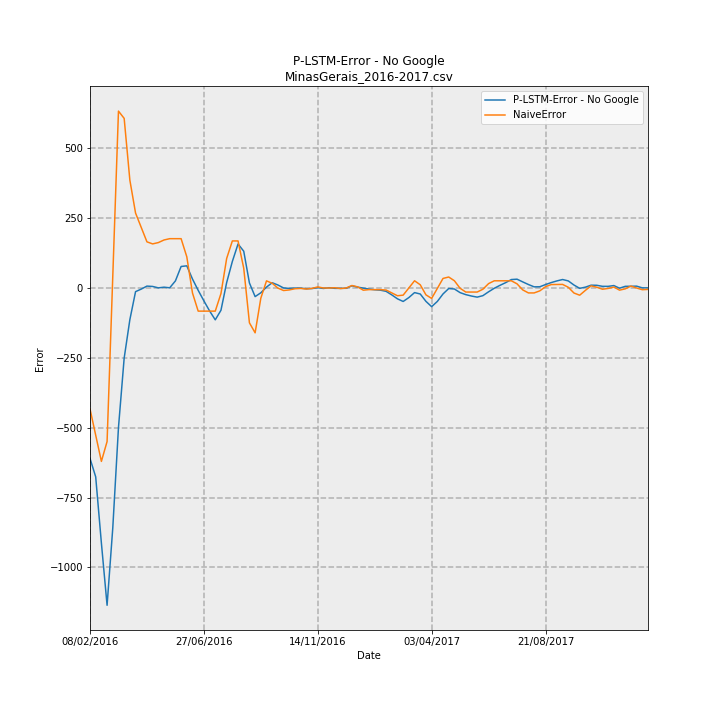 P-LSTM-Error - No Google
MinasGerais_2016-2017.csv
P-LSTM-Error - No Google
NaiveError
500
250
0
−250
−500
−750
−1000
Error
08/02/2016
27/06/2016
14/11/2016
03/04/2017
21/08/2017
Date